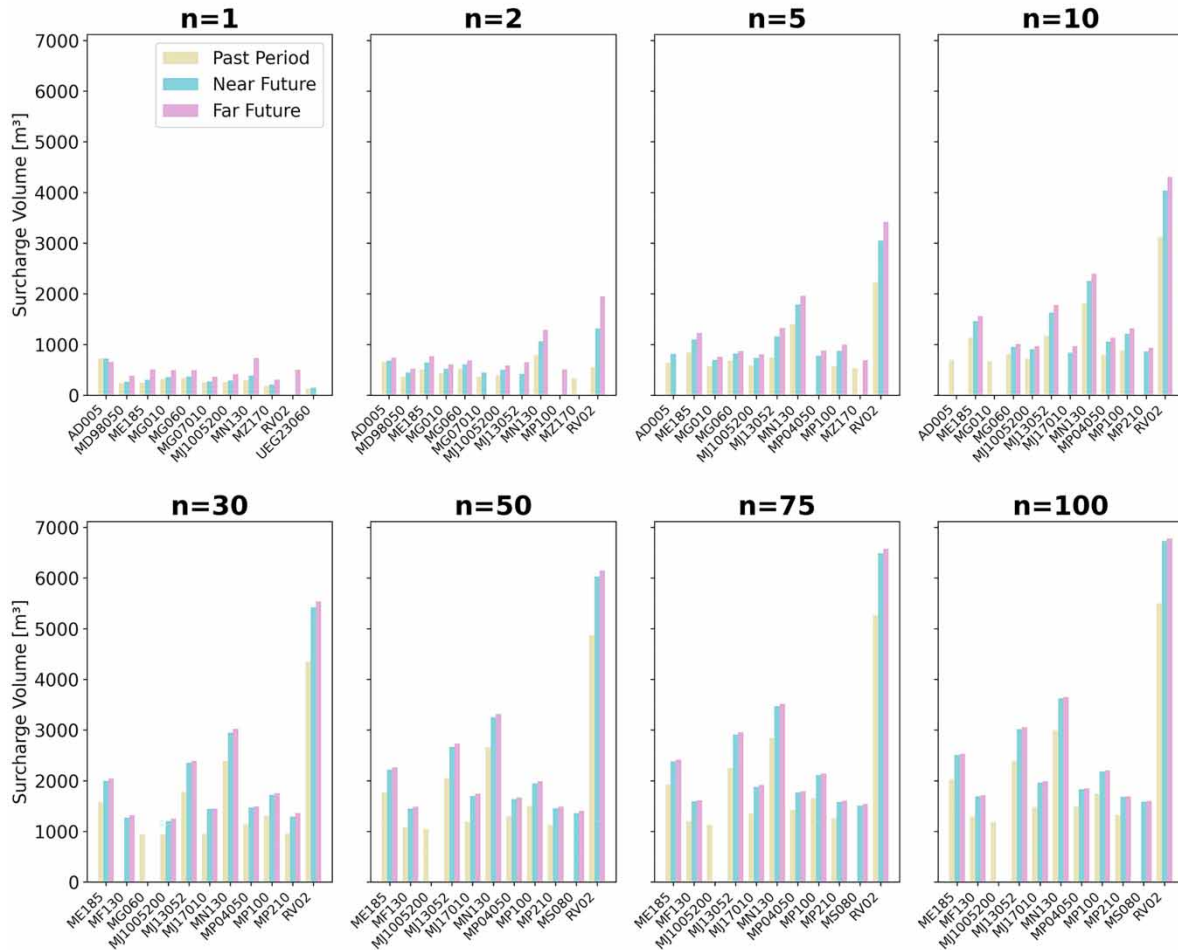 n=1
n=2
n=5
n=10
7000
6000
5000
4000
3000
2000
1000
0
Surcharge Volume [m³]
Past Period
Near Future
Far Future
AD005
MD98050
ME185
MG010
MG060
MG07010
MJ1005200
MN130
MZ170
RV02
UEG23060
AD005
MD98050
ME185
MG010
MG060
MG07010
MJ1005200
MJ13052
MN130
MP100
MZ170
RV02
AD005
ME185
MG010
MG060
MJ1005200
MJ13052
MN130
MP04050
MP100
MZ170
RV02
AD005
ME185
MG010
MG060
MJ1005200
MJ13052
MJ17010
MN130
MP04050
MP100
MP210
RV02
n=30
n=50
n=75
n=100
7000
6000
5000
4000
3000
2000
1000
0
Surcharge Volume [m³]
ME185
MF130
MG060
MJ1005200
MJ13052
MJ17010
MN130
MP04050
MP100
MP210
RV02
ME185
MF130
MJ1005200
MJ13052
MJ17010
MN130
MP04050
MP100
MP210
MS080
RV02
ME185
MF130
MJ1005200
MJ13052
MJ17010
MN130
MP04050
MP100
MP210
MS080
RV02
ME185
MF130
MJ1005200
MJ13052
MJ17010
MN130
MP04050
MP100
MP210
MS080
RV02